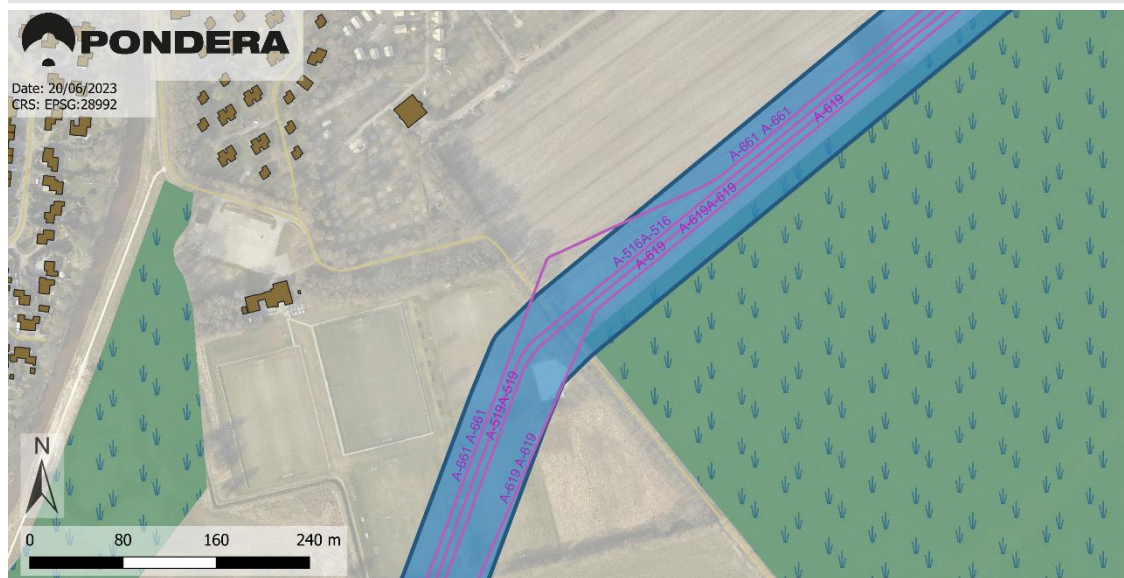 PONDERA
Date: 20/06/2023
CRS: EPSG:28992
A-661 A-661
A-619
A-619A-619
A-516A-516
A-619
A-519A-519
A-661 A-661
A-619 A-619
N
0 80 160 240 m